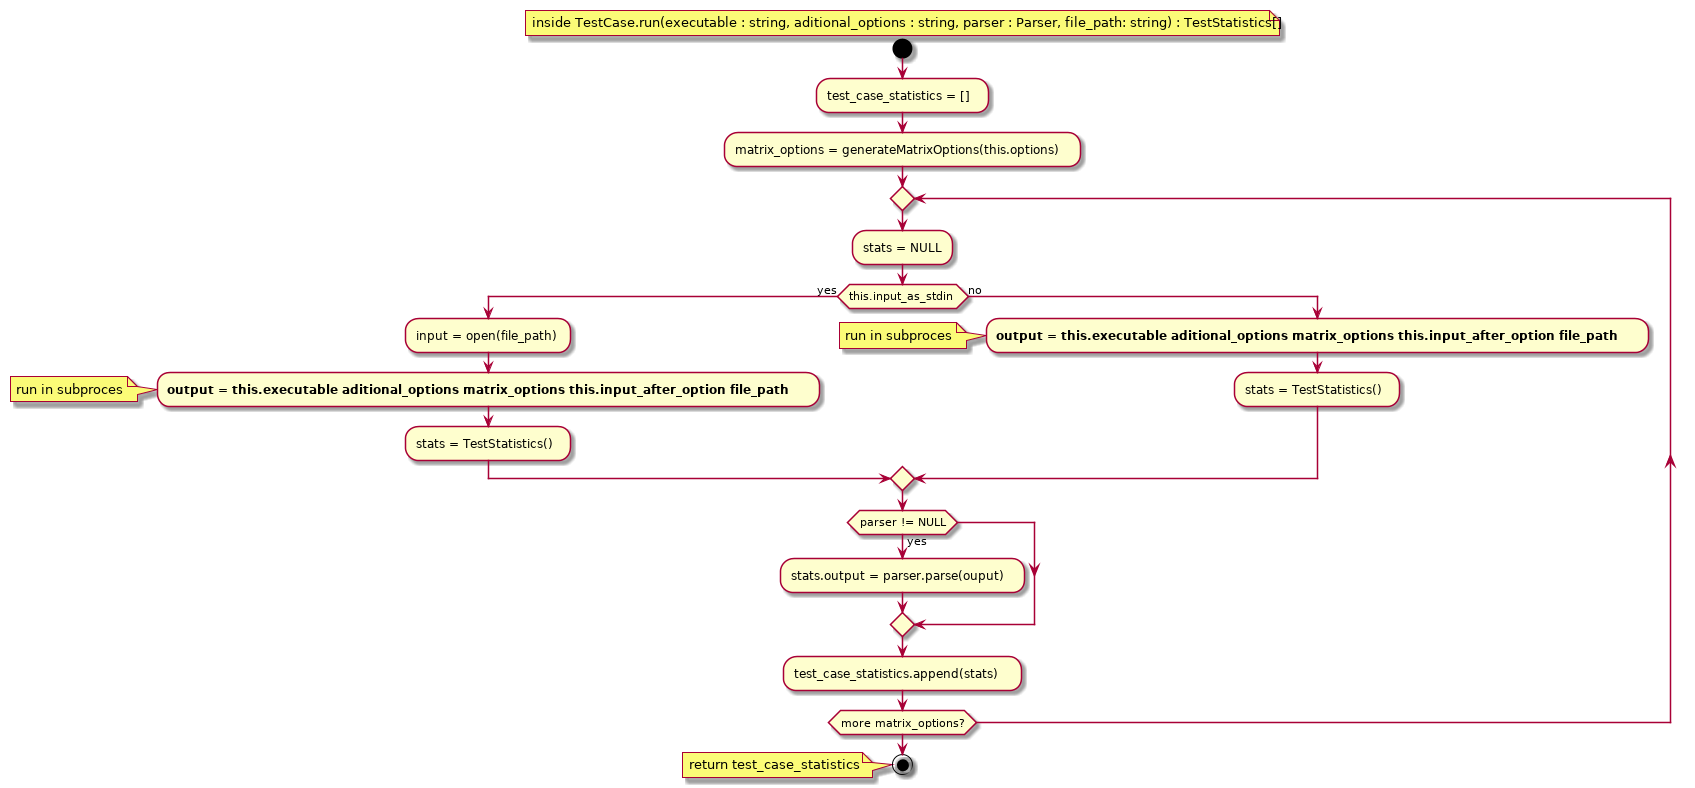 inside TestCase.run(executable : string, aditional_options : string, parser : Parser, file_path: string) : TestStatistics[]
test_case_statistics = []
matrix_options = generateMatrixOptions(this.options)
stats = NULL
yes
this.input_as_stdin
no
input = open(file_path)
run in subproces
output = this.executable aditional_options matrix_options this.input_after_option file_path
run in subproces
output = this.executable aditional_options matrix_options this.input_after_option file_path
stats = TestStatistics()
stats = TestStatistics()
parser != NULL
yes
stats.output = parser.parse(ouput)
test_case_statistics.append(stats)
more matrix_options?
return test_case_statistics